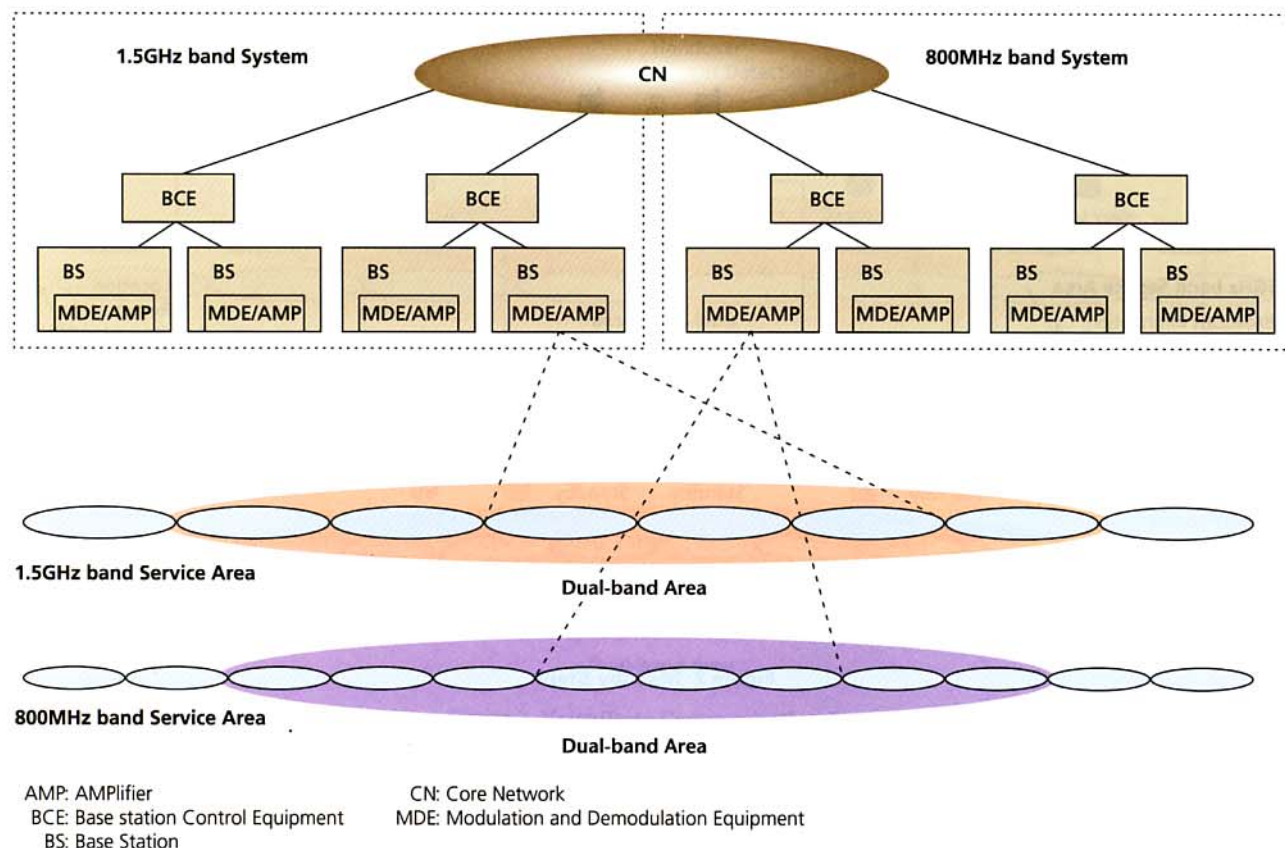 1.5GHz band System
CN
800MHz band System
BCE
BCE
BCE
BCE
BS
BS
BS
BS
BS
BS
BS
BS
MDE/AMP
MDE/AMP
MDE/AMP
MDE/AMP
MDE/AMP
MDE/AMP
MDE/AMP
MDE/AMP
1.5GHz band Service Area
Dual-band Area
800MHz band Service Area
Dual-band Area
AMP: AMPlifier
BCE: Base station Control Equipment
BS: Base Station
CN: Core Network
MDE: Modulation and Demodulation Equipment